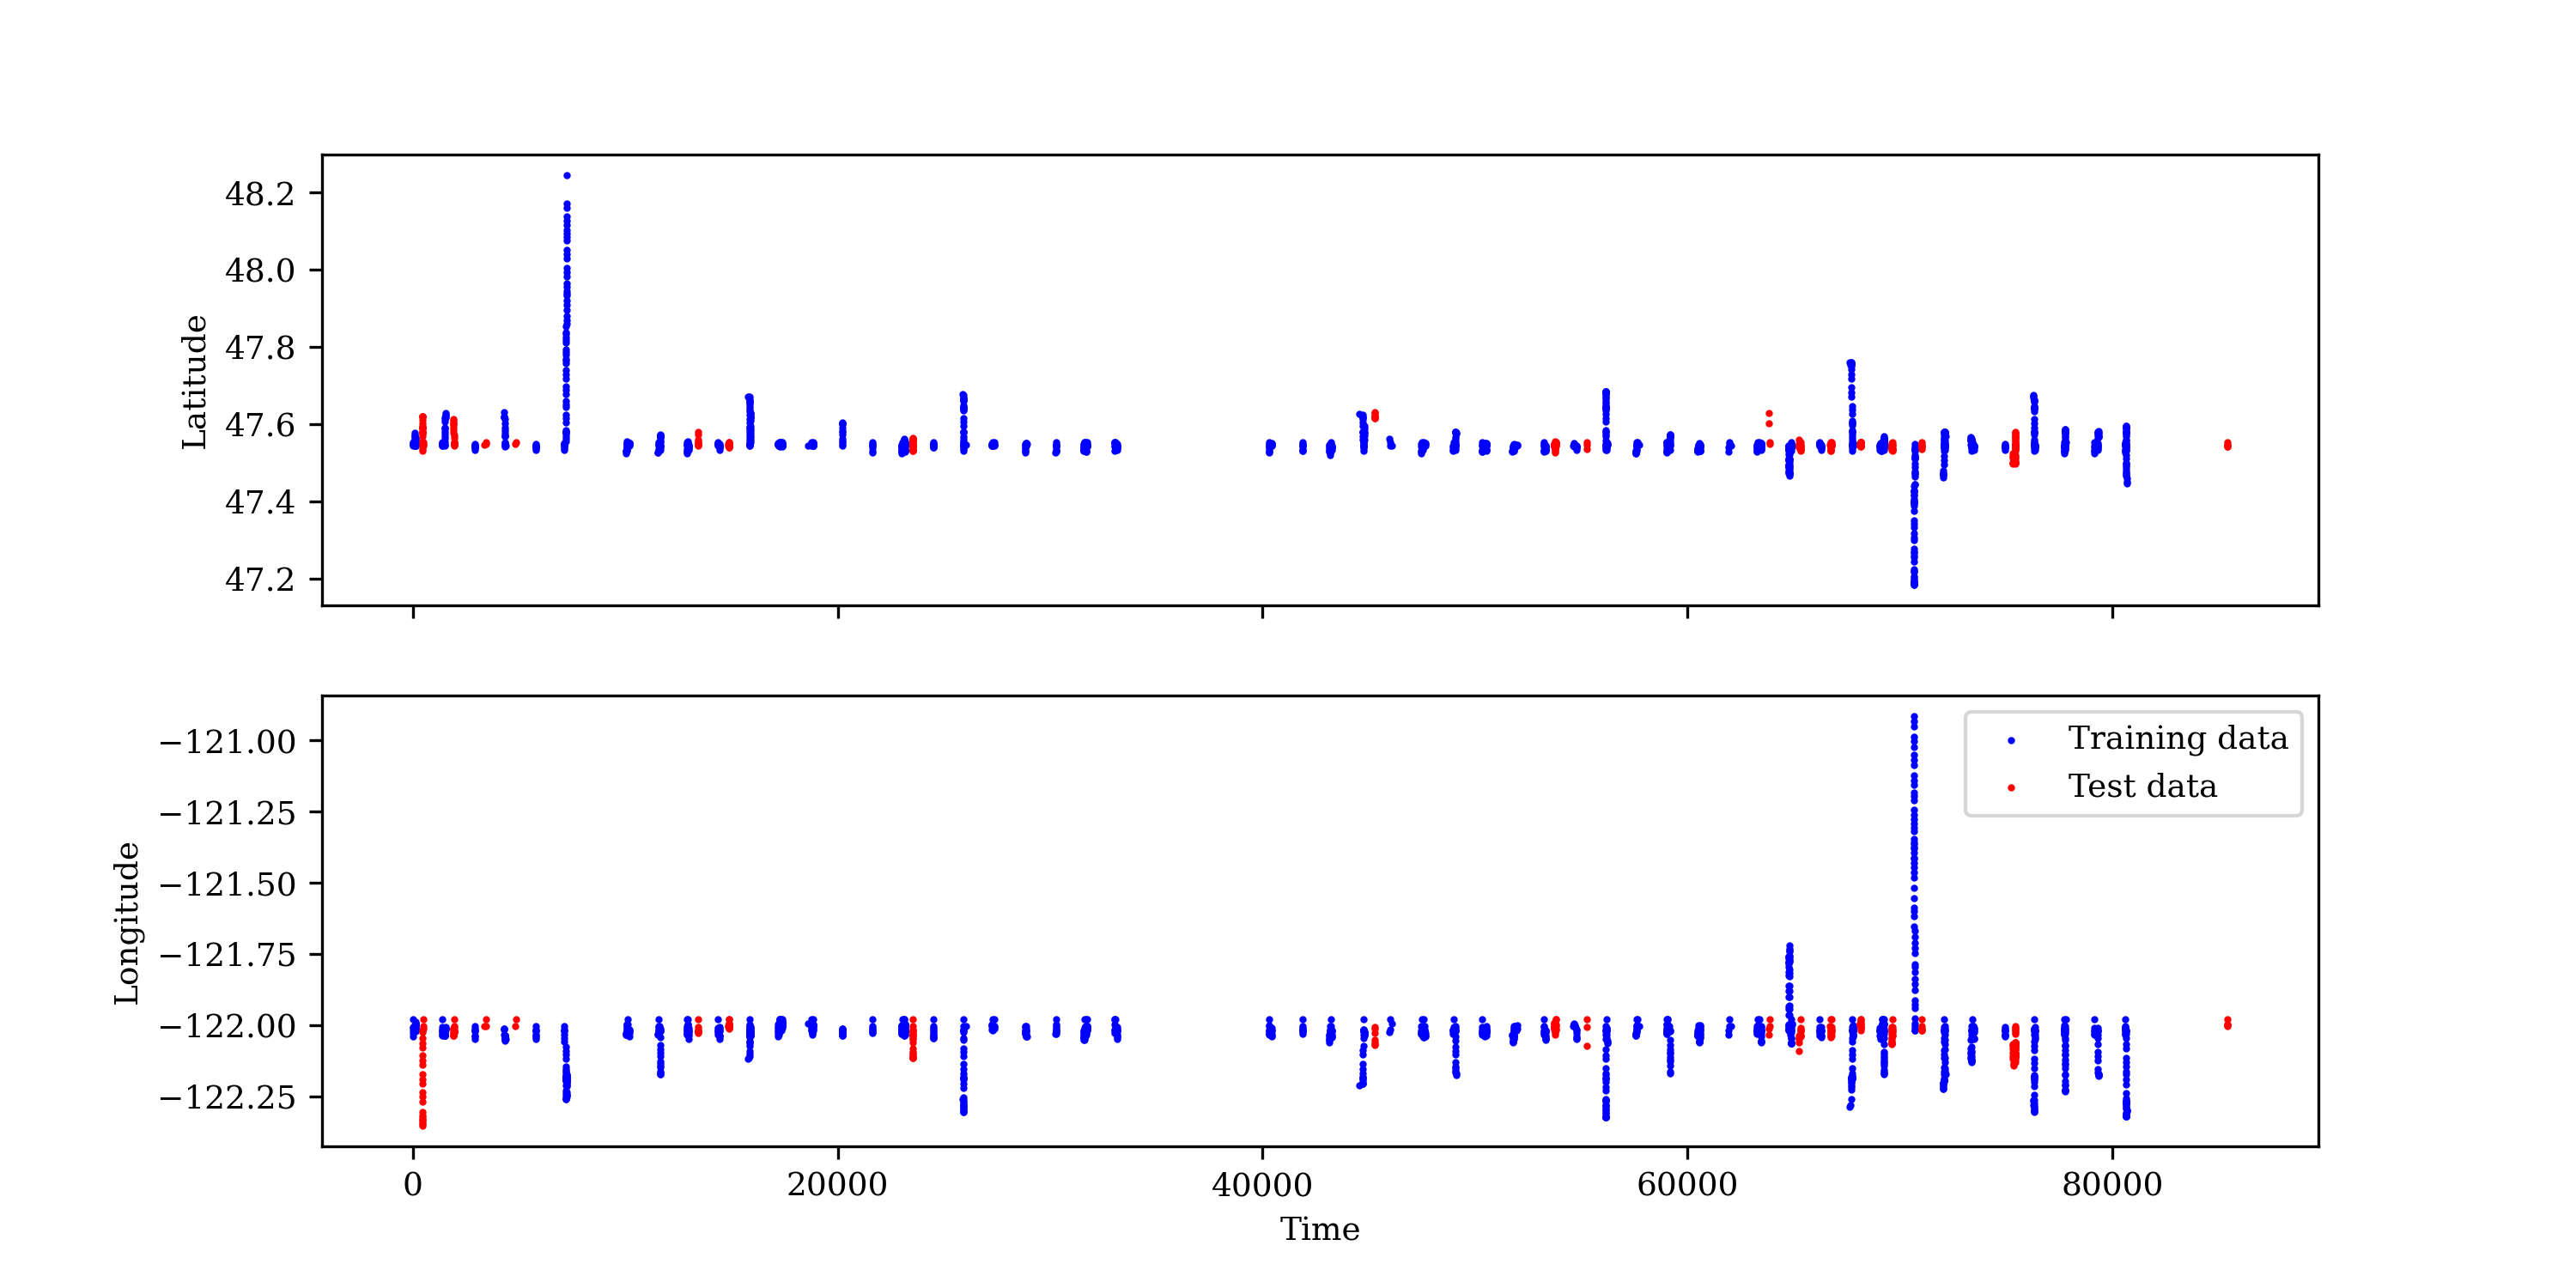 48.2
48.0
47.8
47.6
47.4
47.2
Latitude
−121.00
−121.25
−121.50
−121.75
−122.00
−122.25
Longitude
Training data
Test data
0 20000 40000 60000 80000
Time